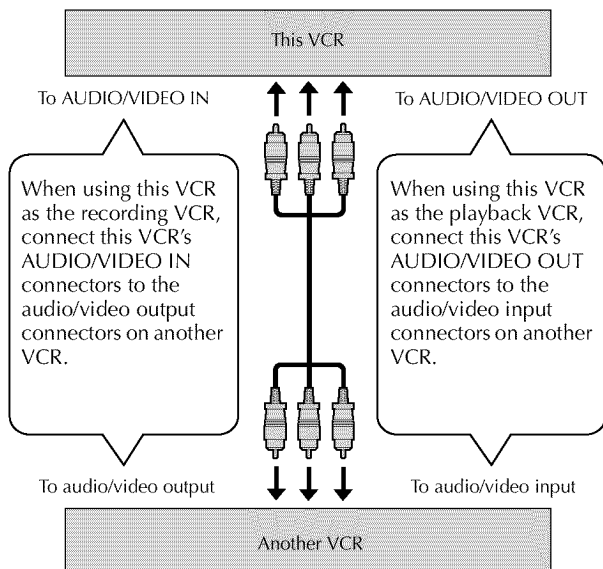 This VCR
To AUDIO/VIDEO IN
To AUDIO/VIDEO OUT
When using this VCR
as the recording VCR,
connect this VCR's
AUDIO/VIDEO IN
connectors to the
audio/video output
connectors on another
VCR.
When using this VCR
as the playback VCR,
connect this VCR's
AUDIO/VIDEO OUT
connectors to the
audio/video input
connectors on another
VCR.
To audio/video output
To audio/video input
Another VCR